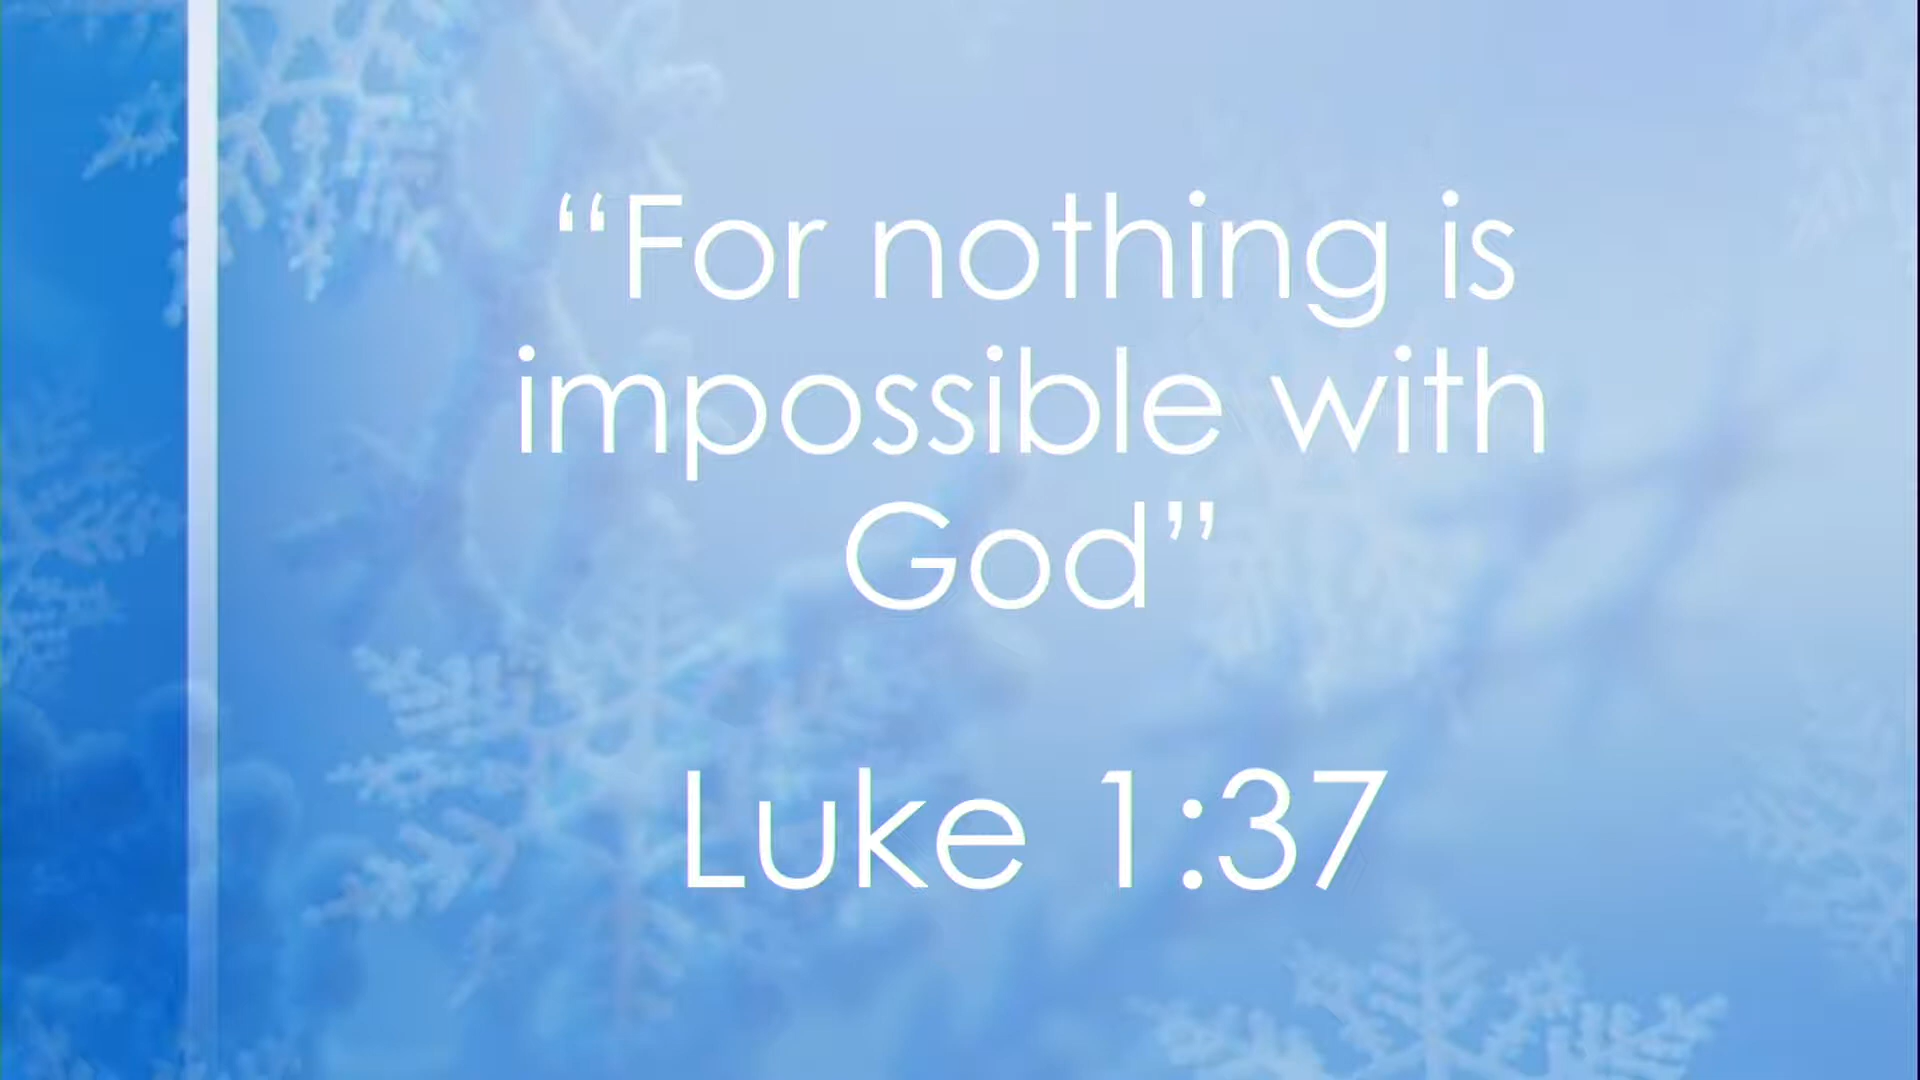 “For nothing is
impossible with
God”
Luke 1:37